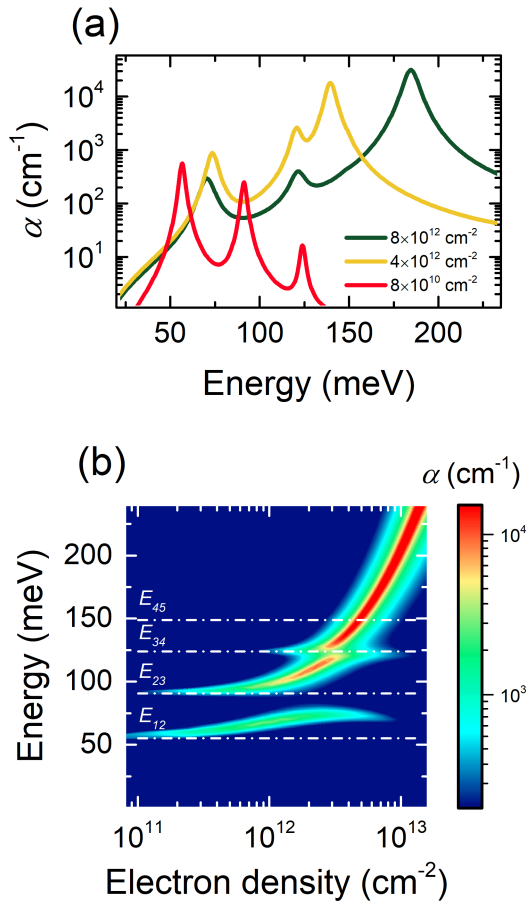 (a)
α (cm⁻¹)
10⁴
10³
10²
10¹
8×10¹² cm⁻²
4×10¹² cm⁻²
8×10¹⁰ cm⁻²
50 100 150 200
Energy (meV)
(b)
α (cm⁻¹)
Energy (meV)
200
150
100
50
E₄₅
E₃₄
E₂₃
E₁₂
10⁴
10³
10¹¹ 10¹² 10¹³
Electron density (cm⁻²)